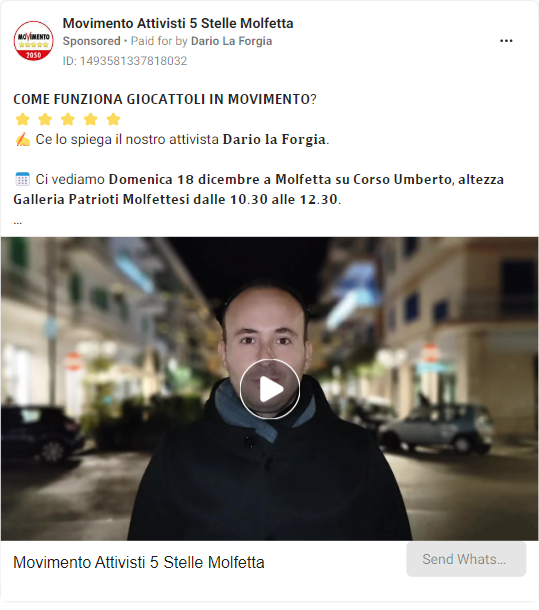 Movimento Attivisti 5 Stelle Molfetta
Sponsored • Paid for by Dario La Forgia
ID: 1493581337818032
MOVIMENTO
2050
COME FUNZIONA GIOCATTOLI IN MOVIMENTO?
⭐ ⭐ ⭐ ⭐ ⭐
✍️ Ce lo spiega il nostro attivista Dario la Forgia.
🗓️ Ci vediamo Domenica 18 dicembre a Molfetta su Corso Umberto, altezza
Galleria Patrioti Molfettesi dalle 10.30 alle 12.30.
...
Movimento Attivisti 5 Stelle Molfetta
Send Whats...